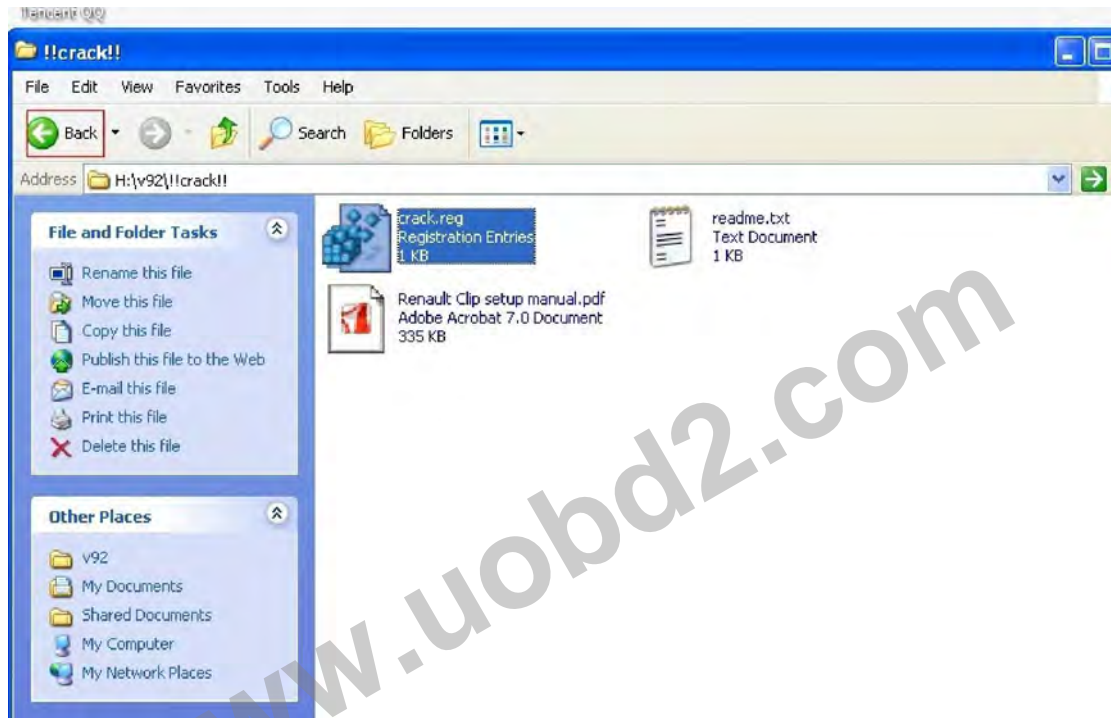 Tencent QQ
!!crack!!
File Edit View Favorites Tools Help
Back Search Folders
Address H:\v92\!!crack!!
File and Folder Tasks
Rename this file
Move this file
Copy this file
Publish this file to the Web
E-mail this file
Print this file
Delete this file
Other Places
v92
My Documents
Shared Documents
My Computer
My Network Places
crack.reg
Registration Entries
1 KB
readme.txt
Text Document
1 KB
Renault Clip setup manual.pdf
Adobe Acrobat 7.0 Document
335 KB
www.uobd2.com